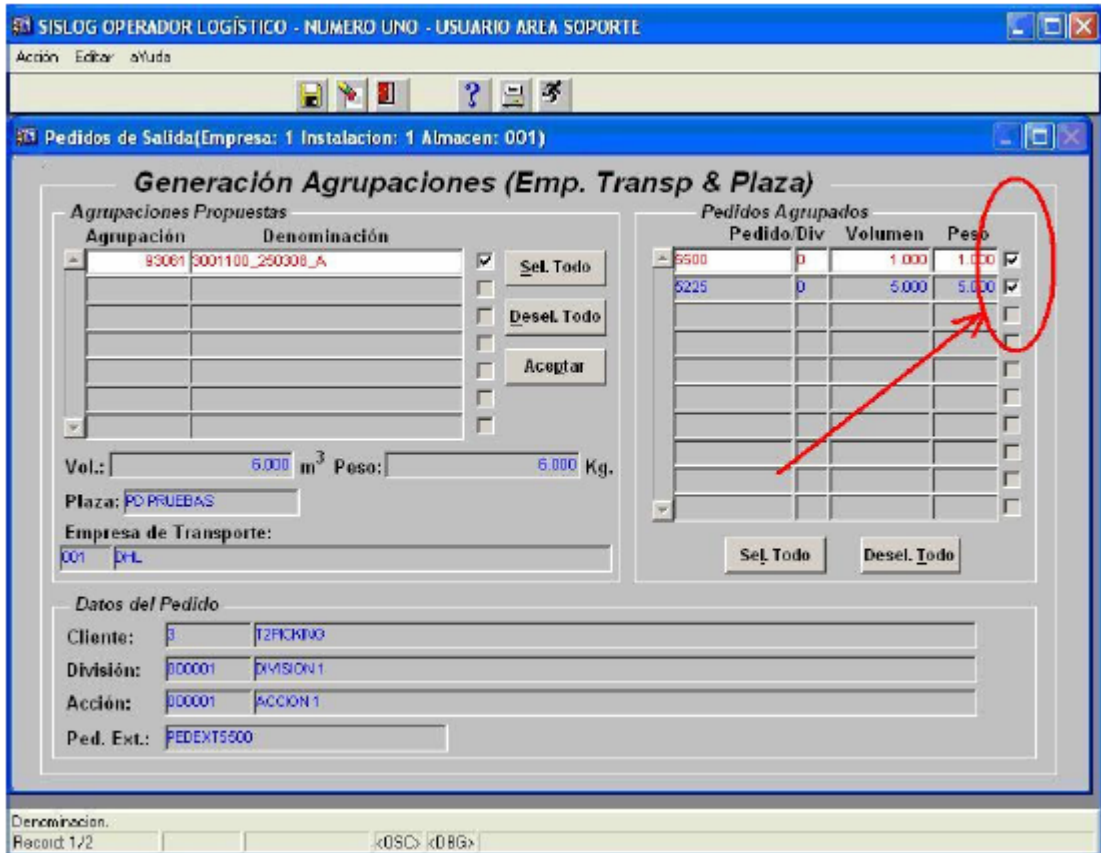 SISLOG OPERADOR LOGÍSTICO - NUMERO UNO - USUARIO AREA SOPORTE
Acción Editar aYuda
Pedidos de Salida(Empresa: 1 Instalacion: 1 Almacen: 001)
Generación Agrupaciones (Emp. Transp & Plaza)
Agrupaciones Propuestas
Agrupación Denominación
93061 3001100_250308_A
Sel. Todo
Desel. Todo
Aceptar
Vol.: 6.000 m³ Peso: 6.000 Kg.
Plaza: PD PRUEBAS
Empresa de Transporte:
001 DHL
Pedidos Agrupados
Pedido/Div Volumen Peso
5500 0 1.000 1.000
5225 0 5.000 5.000
Sel. Todo Desel. Todo
Datos del Pedido
Cliente: 3 T2PICKING
División: 000001 DIVISION 1
Acción: 000001 ACCION 1
Ped. Ext.: PEDEXT5500
Denominacion.
Record: 1/2 <OSC> <DBG>